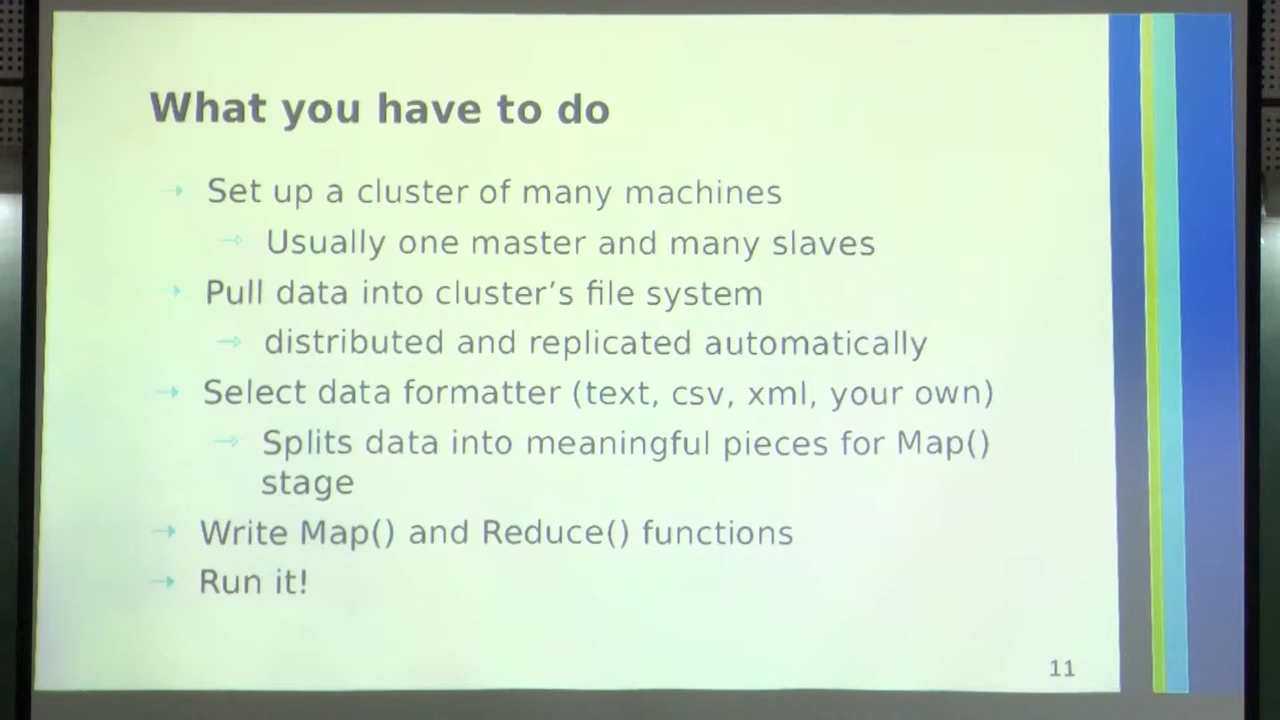 What you have to do
→ Set up a cluster of many machines
→ Usually one master and many slaves
→ Pull data into cluster’s file system
→ distributed and replicated automatically
→ Select data formatter (text, csv, xml, your own)
→ Splits data into meaningful pieces for Map()
stage
→ Write Map() and Reduce() functions
→ Run it!
11